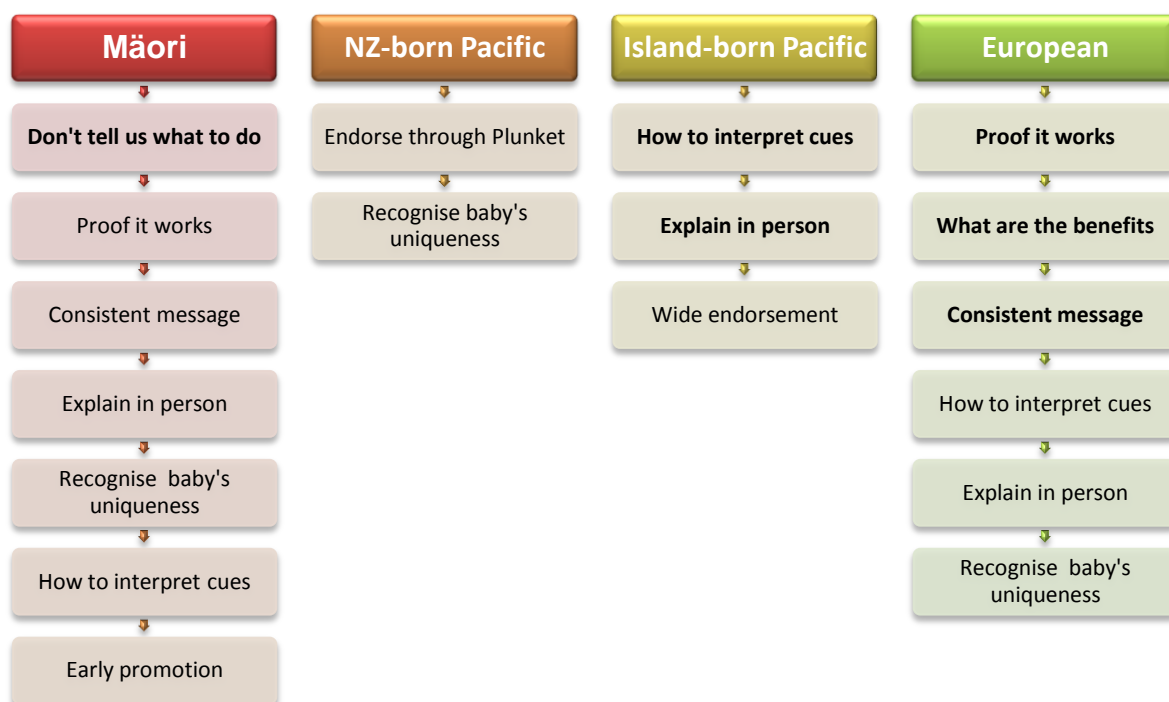 Mäori
Don't tell us what to do
Proof it works
Consistent message
Explain in person
Recognise baby's
uniqueness
How to interpret cues
Early promotion
NZ-born Pacific
Endorse through Plunket
Recognise baby's
uniqueness
Island-born Pacific
How to interpret cues
Explain in person
Wide endorsement
European
Proof it works
What are the benefits
Consistent message
How to interpret cues
Explain in person
Recognise baby's
uniqueness